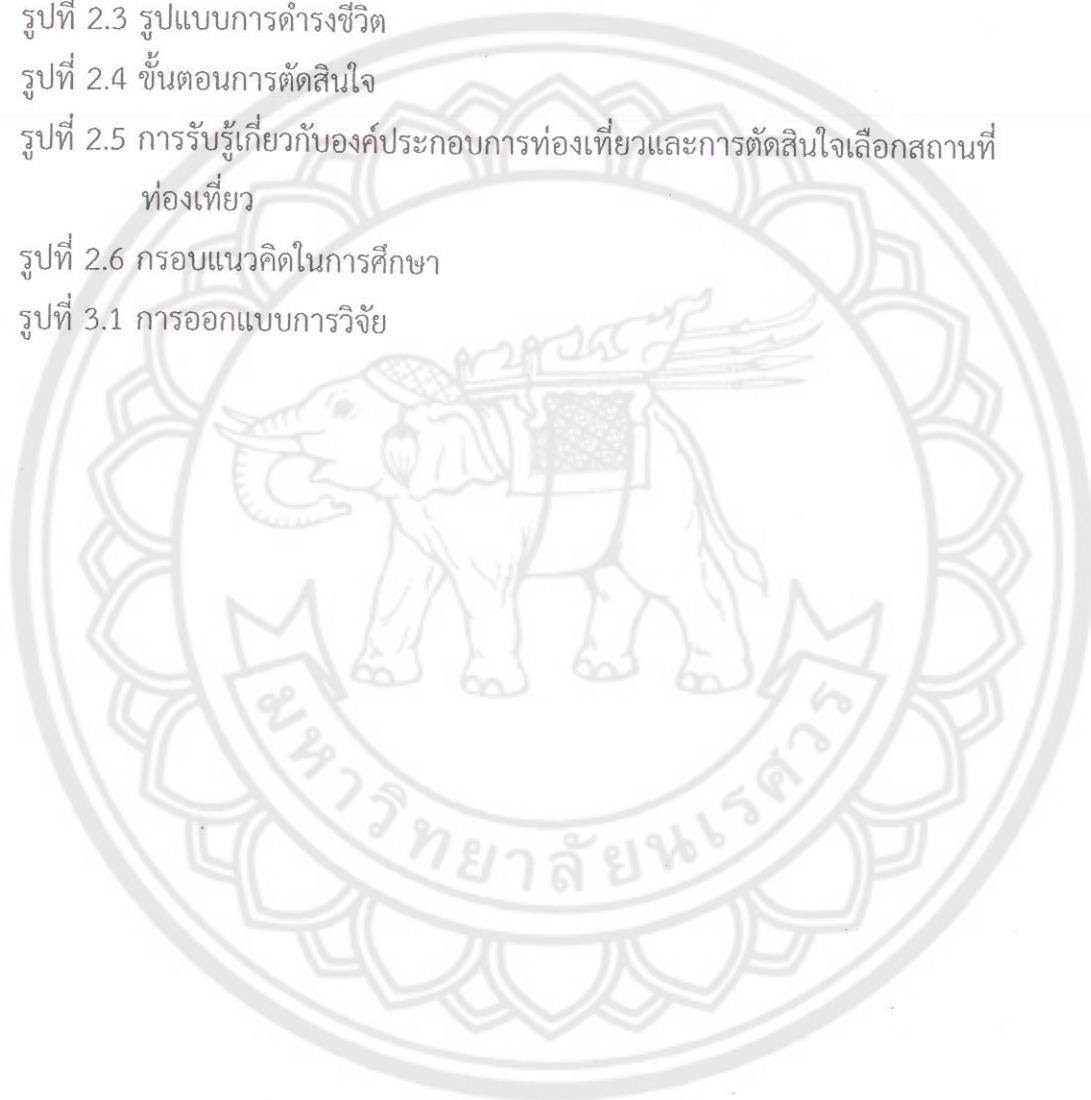 รูปที่ 2.3 รูปแบบการดำรงชีวิต
รูปที่ 2.4 ขั้นตอนการตัดสินใจ
รูปที่ 2.5 การรับรู้เกี่ยวกับองค์ประกอบการท่องเที่ยวและการตัดสินใจเลือกสถานที่
ท่องเที่ยว
รูปที่ 2.6 กรอบแนวคิดในการศึกษา
รูปที่ 3.1 การออกแบบการวิจัย
มหาวิทยาลัยนเรศวร